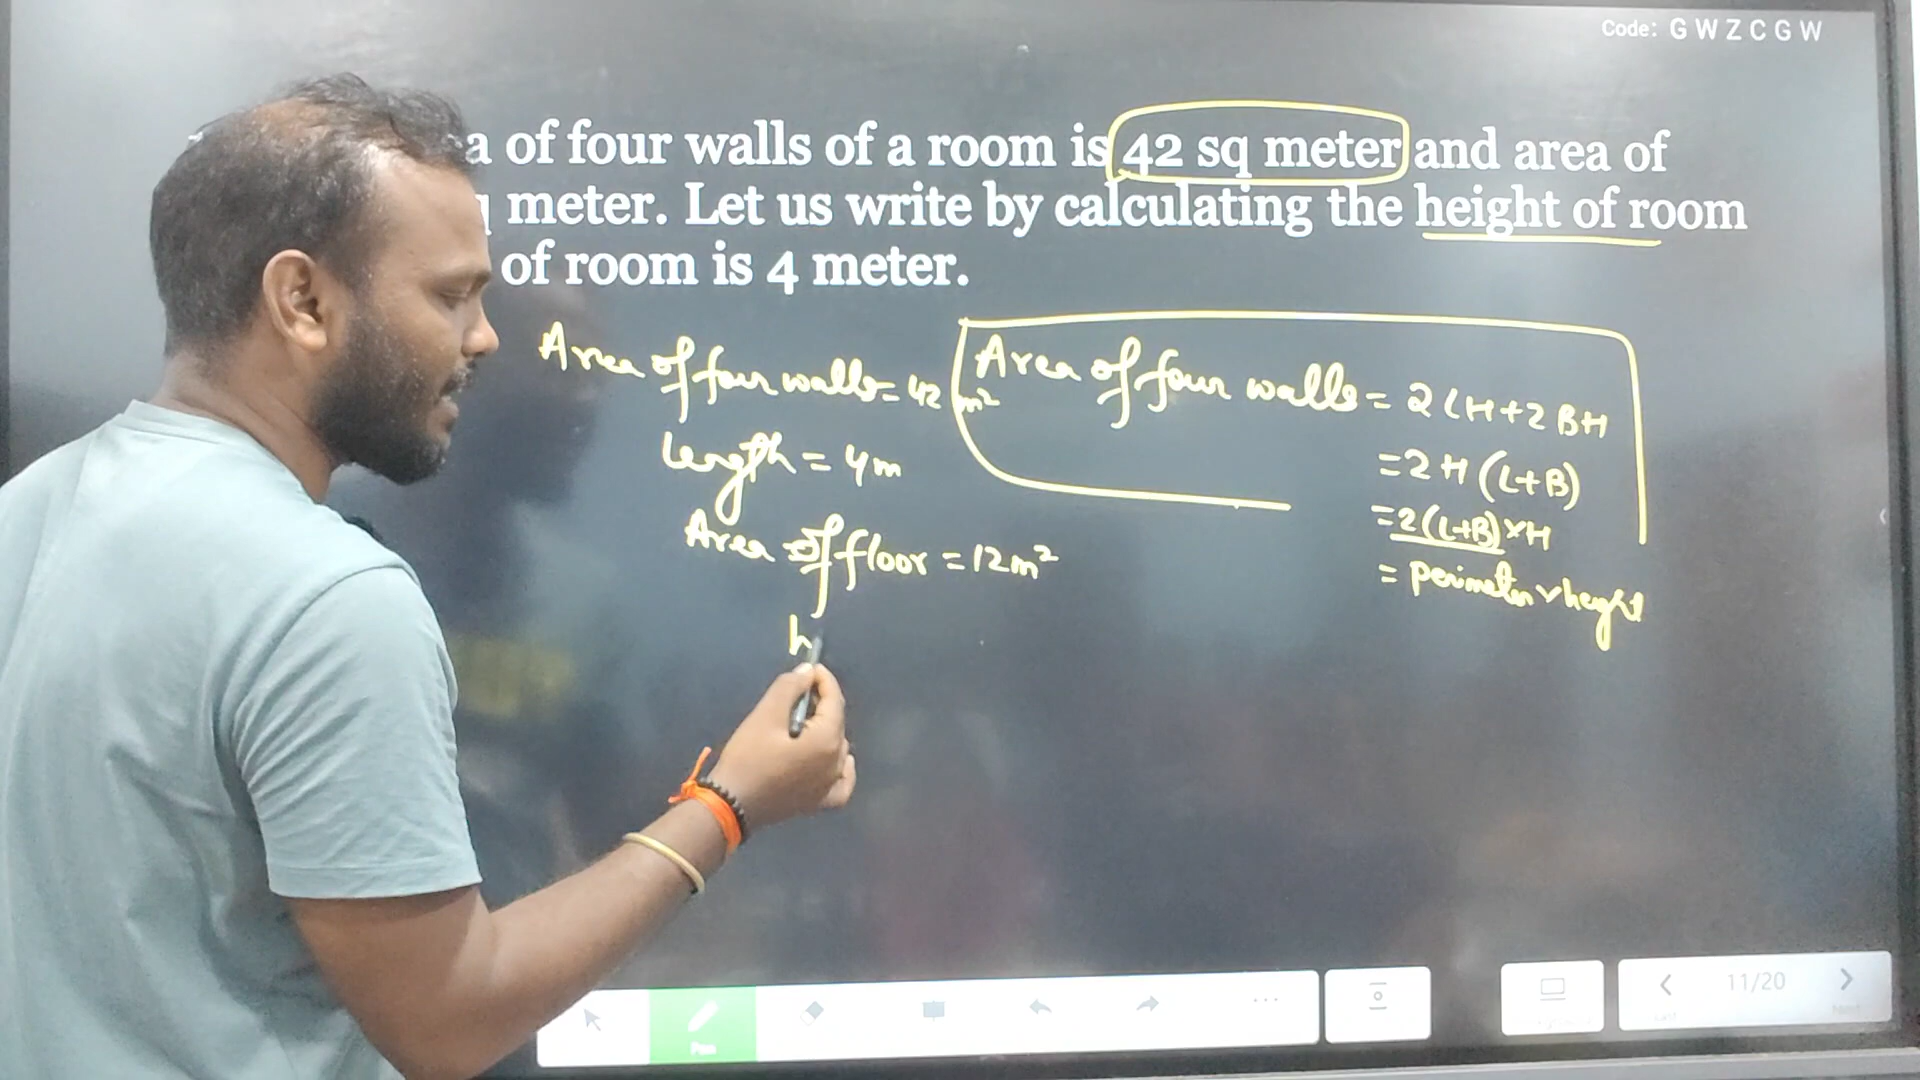 Code: GWZCGW
a of four walls of a room is 42 sq meter and area of
meter. Let us write by calculating the height of room
of room is 4 meter.
Area of four walls = 42 m²
Length = 4m
Area of floor = 12m²
h
Area of four walls = 2LH+2BH
=2H(L+B)
=2(L+B)×H
= perimeter × height
Pen
11/20